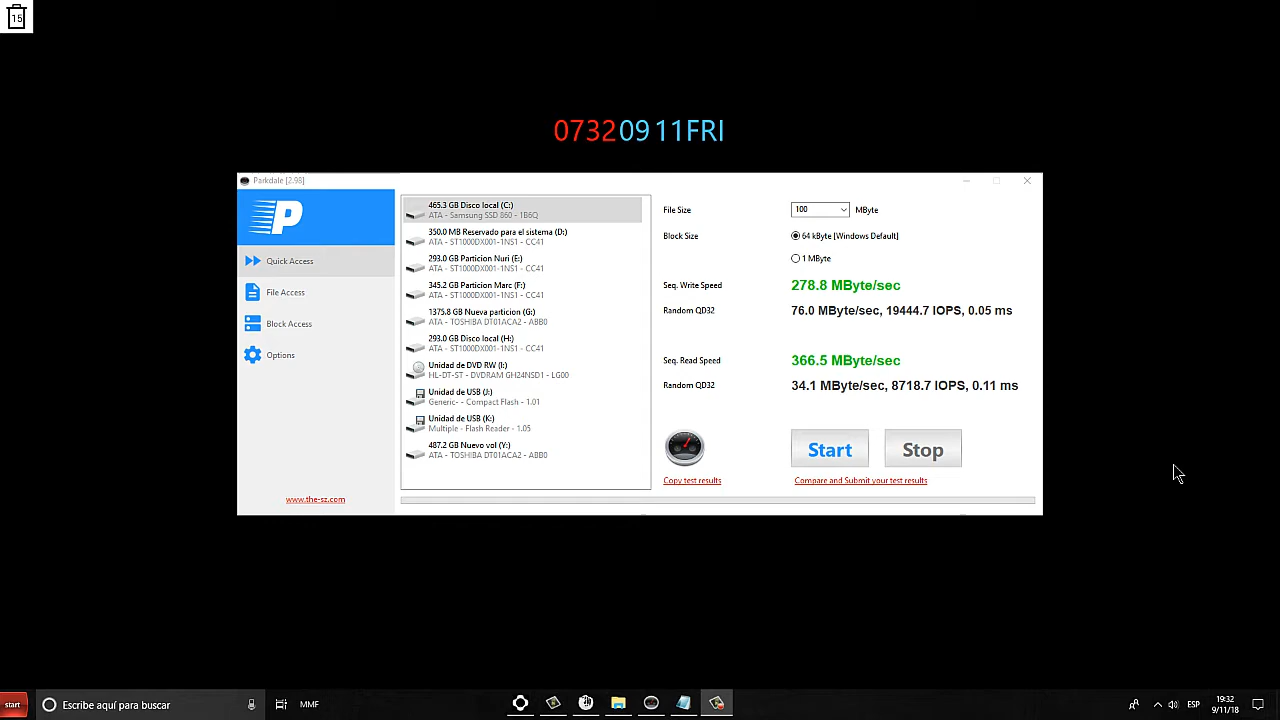 15
073209 11FRI
Parkdale [2.98]
P
Quick Access
File Access
Block Access
Options
www.the-sz.com
465.3 GB Disco local (C:)
ATA - Samsung SSD 860 - 1B6Q
350.0 MB Reservado para el sistema (D:)
ATA - ST1000DX001-1NS1 - CC41
293.0 GB Particion Nuri (E:)
ATA - ST1000DX001-1NS1 - CC41
345.2 GB Particion Marc (F:)
ATA - ST1000DX001-1NS1 - CC41
1375.8 GB Nueva particion (G:)
ATA - TOSHIBA DT01ACA2 - ABB0
293.0 GB Disco local (H:)
ATA - ST1000DX001-1NS1 - CC41
Unidad de DVD RW (I:)
HL-DT-ST - DVDRAM GH24NSD1 - LG00
Unidad de USB (J:)
Generic- - Compact Flash - 1.01
Unidad de USB (K:)
Multiple - Flash Reader - 1.05
487.2 GB Nuevo vol (Y:)
ATA - TOSHIBA DT01ACA2 - ABB0
File Size 100 MByte
Block Size 64 kByte [Windows Default]
1 MByte
Seq. Write Speed 278.8 MByte/sec
Random QD32 76.0 MByte/sec, 19444.7 IOPS, 0.05 ms
Seq. Read Speed 366.5 MByte/sec
Random QD32 34.1 MByte/sec, 8718.7 IOPS, 0.11 ms
Start Stop
Copy test results Compare and Submit your test results
start Escribe aquí para buscar MMF ESP 19:32
9/11/18